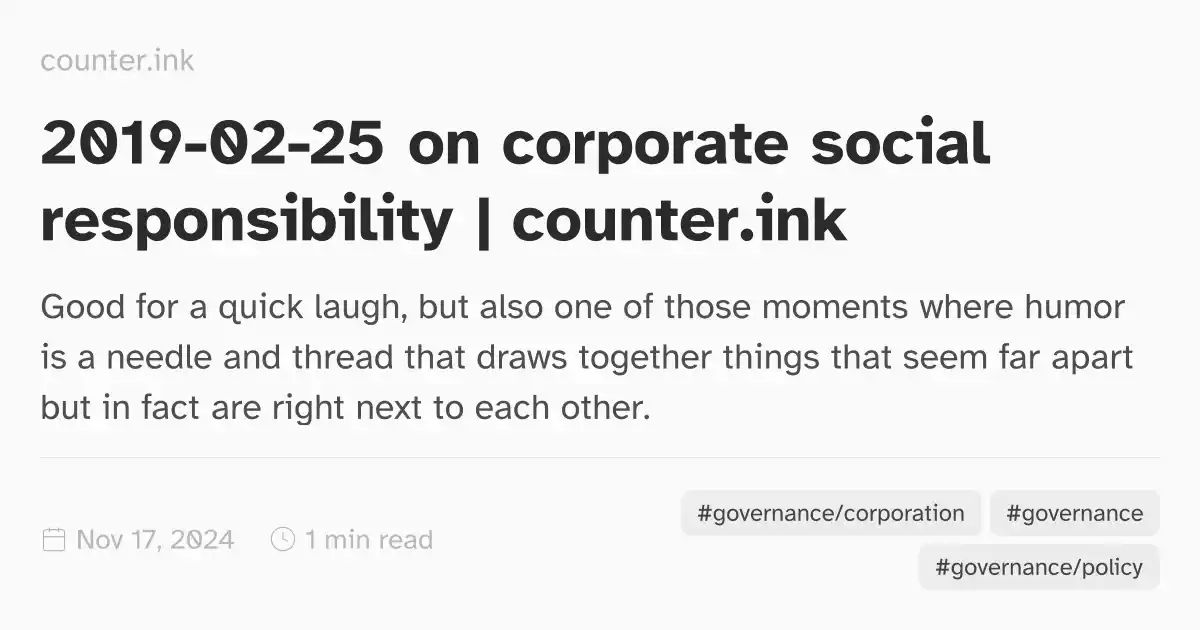 counter.ink
2019-02-25 on corporate social
responsibility | counter.ink
Good for a quick laugh, but also one of those moments where humor
is a needle and thread that draws together things that seem far apart
but in fact are right next to each other.
Nov 17, 2024 1 min read
#governance/corporation #governance
#governance/policy